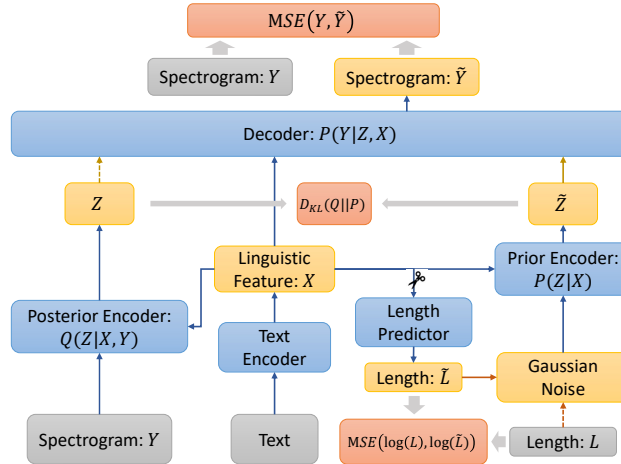 MSE(Y, Ỹ)
Spectrogram: Y
Spectrogram: Ỹ
Decoder: P(Y|Z, X)
Z
D_KL(Q||P)
Z̃
Linguistic
Feature: X
Prior Encoder:
P(Z|X)
Posterior Encoder:
Q(Z|X, Y)
Text
Encoder
Length
Predictor
Length: L̃
Gaussian
Noise
Spectrogram: Y
Text
MSE(log(L), log(L̃))
Length: L